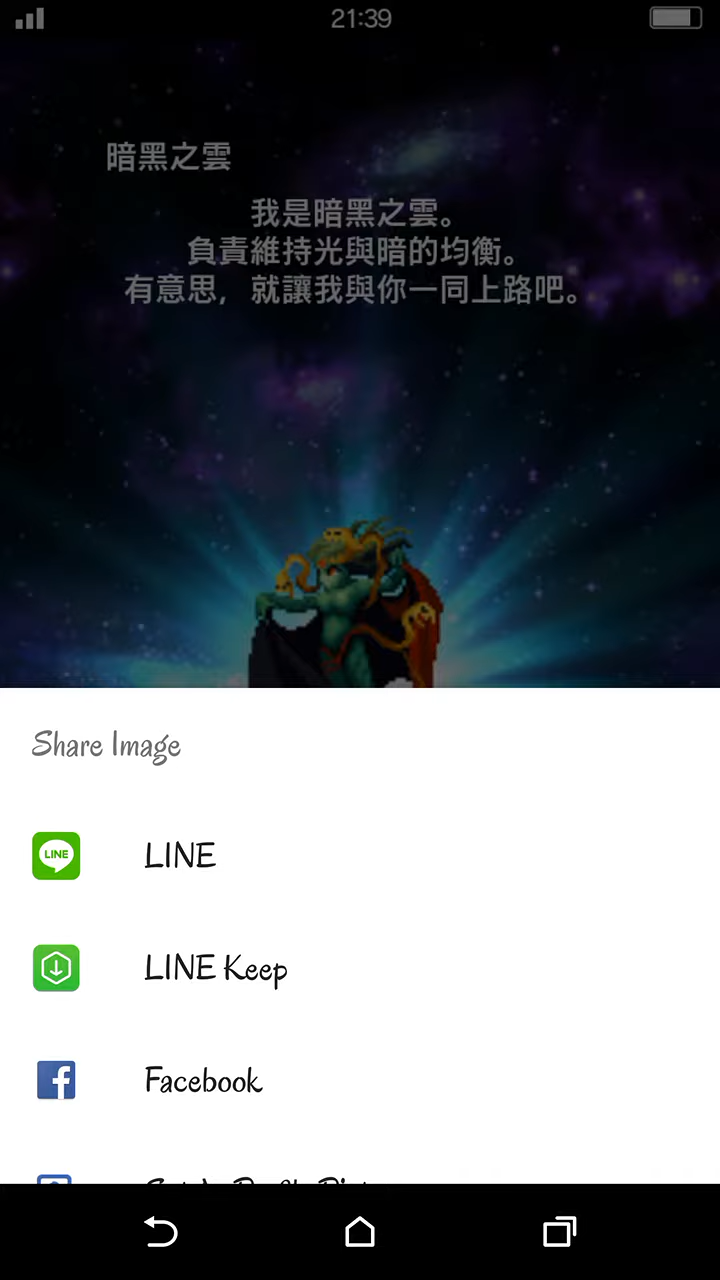 21:39
暗黑之雲
我是暗黑之雲。
負責維持光與暗的均衡。
有意思，就讓我與你一同上路吧。
Share Image
LINE
LINE
LINE Keep
Facebook